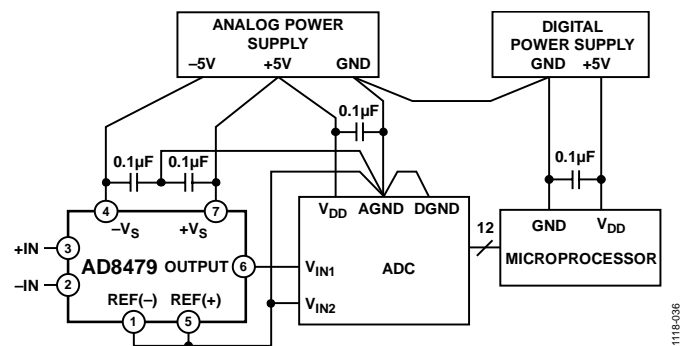 ANALOG POWER
SUPPLY
–5V +5V GND
DIGITAL
POWER SUPPLY
GND +5V
0.1µF
0.1µF 0.1µF
0.1µF
4 7
–VS +VS
VDD AGND DGND
GND VDD
+IN 3
AD8479 OUTPUT 6
VIN1
ADC
12
MICROPROCESSOR
–IN 2
REF(–) REF(+)
VIN2
1 5
1118-036